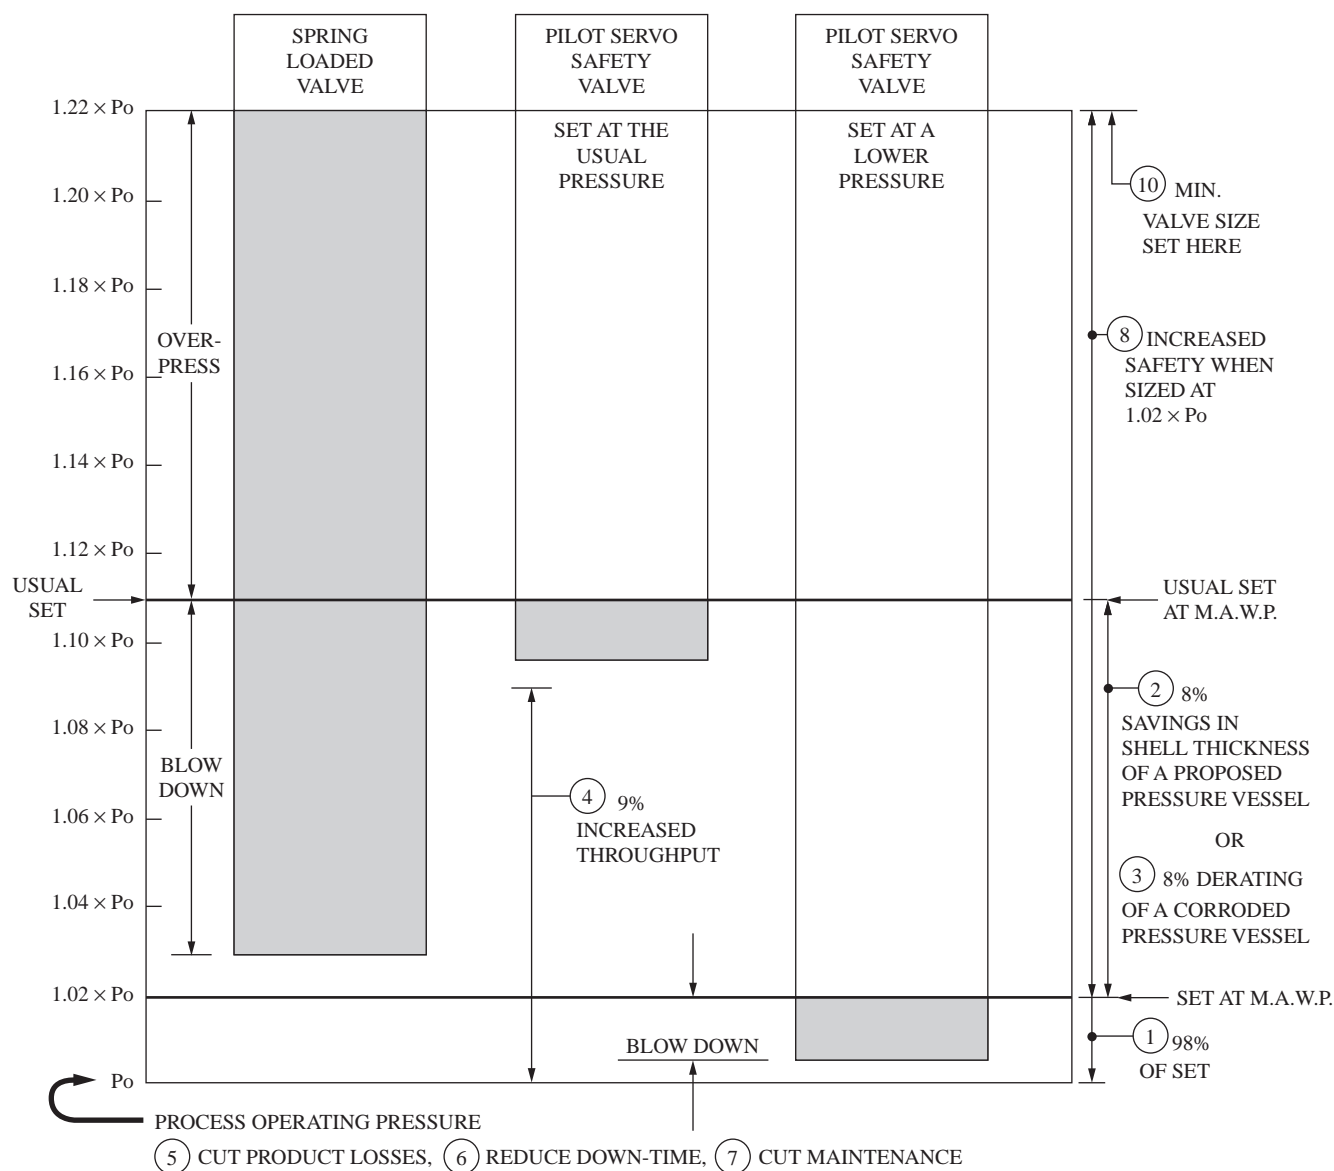 SPRING
LOADED
VALVE
PILOT SERVO
SAFETY
VALVE
PILOT SERVO
SAFETY
VALVE
SET AT THE
USUAL
PRESSURE
SET AT A
LOWER
PRESSURE
1.22 × Po
1.20 × Po
1.18 × Po
1.16 × Po
1.14 × Po
1.12 × Po
USUAL
SET
1.10 × Po
1.08 × Po
1.06 × Po
1.04 × Po
1.02 × Po
Po
OVER-
PRESS
BLOW
DOWN
4 9%
INCREASED
THROUGHPUT
BLOW DOWN
10 MIN.
VALVE SIZE
SET HERE
8 INCREASED
SAFETY WHEN
SIZED AT
1.02 × Po
USUAL SET
AT M.A.W.P.
2 8%
SAVINGS IN
SHELL THICKNESS
OF A PROPOSED
PRESSURE VESSEL
OR
3 8% DERATING
OF A CORRODED
PRESSURE VESSEL
SET AT M.A.W.P.
1 98%
OF SET
PROCESS OPERATING PRESSURE
5 CUT PRODUCT LOSSES, 6 REDUCE DOWN-TIME, 7 CUT MAINTENANCE